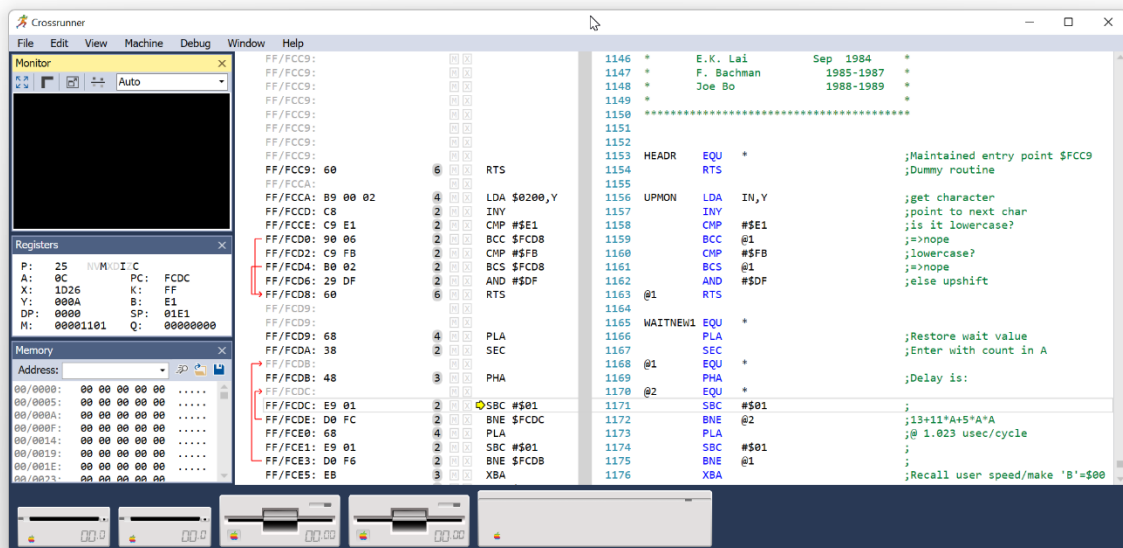 Crossrunner
File Edit View Machine Debug Window Help
Monitor
Auto
Registers
P: 25 NVMXDIZC
A: 0C PC: FCDC
X: 1D26 K: FF
Y: 000A B: E1
DP: 0000 SP: 01E1
M: 00001101 Q: 00000000
Memory
Address:
00/0000: 00 00 00 00 00 .....
00/0005: 00 00 00 00 00 .....
00/000A: 00 00 00 00 00 .....
00/000F: 00 00 00 00 00 .....
00/0014: 00 00 00 00 00 .....
00/0019: 00 00 00 00 00 .....
00/001E: 00 00 00 00 00 .....
00/0023: 00 00 00 00 00 .....
FF/FCC9:
FF/FCC9:
FF/FCC9:
FF/FCC9:
FF/FCC9:
FF/FCC9:
FF/FCC9:
FF/FCC9:
FF/FCC9: 60 6 M X RTS
FF/FCCA: M X
FF/FCCA: B9 00 02 4 M X LDA $0200,Y
FF/FCCD: C8 2 M X INY
FF/FCCE: C9 E1 2 M X CMP #$E1
FF/FCD0: 90 06 2 M X BCC $FCD8
FF/FCD2: C9 FB 2 M X CMP #$FB
FF/FCD4: B0 02 2 M X BCS $FCD8
FF/FCD6: 29 DF 2 M X AND #$DF
FF/FCD8: 60 6 M X RTS
FF/FCD9: M X
FF/FCD9: M X
FF/FCD9: 68 4 M X PLA
FF/FCDA: 38 2 M X SEC
FF/FCDB: M X
FF/FCDB: 48 3 M X PHA
FF/FCDC: M X
FF/FCDC: E9 01 2 M X SBC #$01
FF/FCDE: D0 FC 2 M X BNE $FCDC
FF/FCE0: 68 4 M X PLA
FF/FCE1: E9 01 2 M X SBC #$01
FF/FCE3: D0 F6 2 M X BNE $FCDB
FF/FCE5: EB 3 M X XBA
1146 * E.K. Lai Sep 1984 *
1147 * F. Bachman 1985-1987 *
1148 * Joe Bo 1988-1989 *
1149 * *
1150 *****************************************
1151
1152
1153 HEADR EQU * ;Maintained entry point $FCC9
1154 RTS ;Dummy routine
1155
1156 UPMON LDA IN,Y ;get character
1157 INY ;point to next char
1158 CMP #$E1 ;is it lowercase?
1159 BCC @1 ;=>nope
1160 CMP #$FB ;lowercase?
1161 BCS @1 ;=>nope
1162 AND #$DF ;else upshift
1163 @1 RTS
1164
1165 WAITNEW1 EQU *
1166 PLA ;Restore wait value
1167 SEC ;Enter with count in A
1168 @1 EQU *
1169 PHA ;Delay is:
1170 @2 EQU *
1171 SBC #$01 ;
1172 BNE @2 ;13+11*A+5*A*A
1173 PLA ;@ 1.023 usec/cycle
1174 SBC #$01 ;
1175 BNE @1 ;
1176 XBA ;Recall user speed/make 'B'=$00
00.0
00.0
00.00
00.00